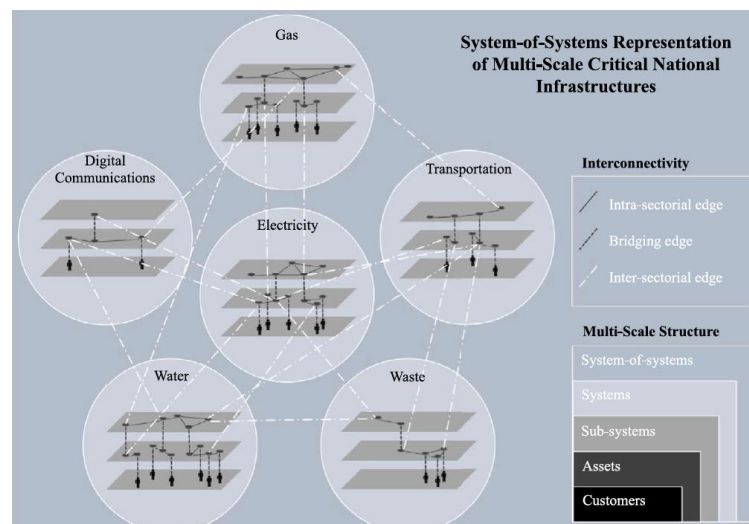 Gas
System-of-Systems Representation
of Multi-Scale Critical National
Infrastructures
Digital
Communications
Transportation
Electricity
Water
Waste
Interconnectivity
Intra-sectorial edge
Bridging edge
Inter-sectorial edge
Multi-Scale Structure
System-of-systems
Systems
Sub-systems
Assets
Customers